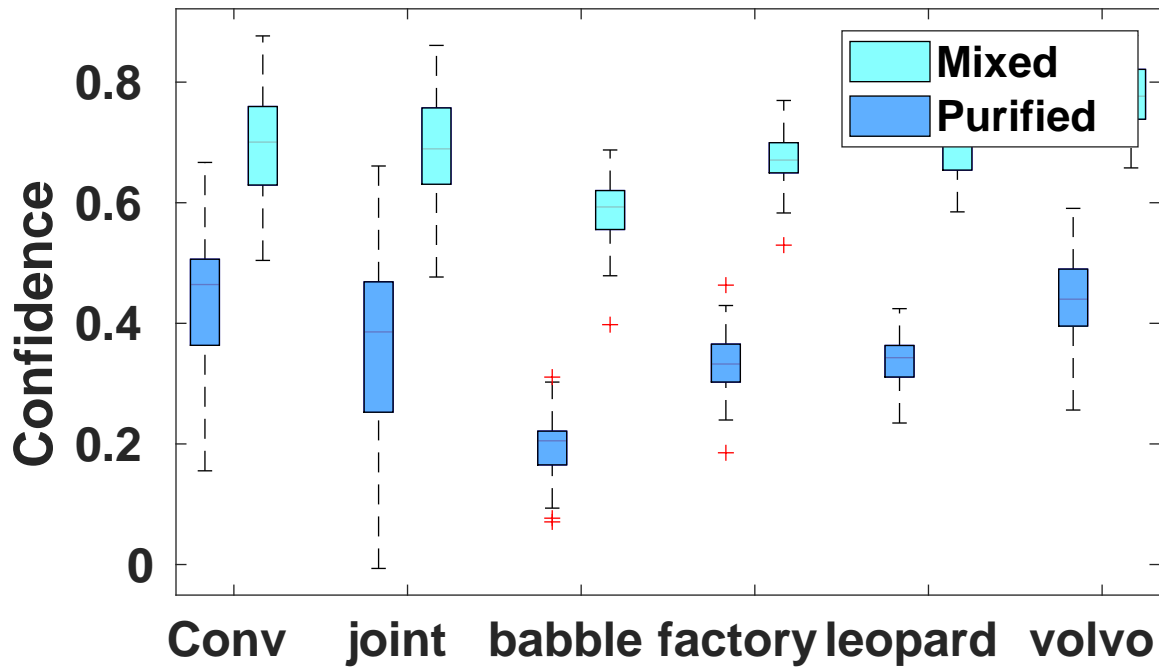 Mixed
Purified
Confidence
0.8
0.6
0.4
0.2
0
Conv joint babble factory leopard volvo